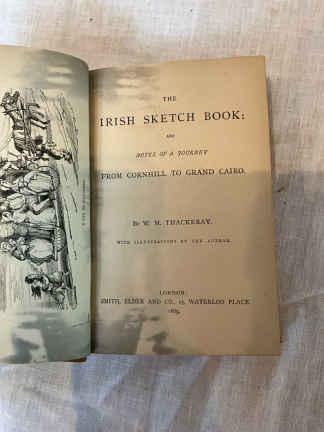 THE
IRISH SKETCH BOOK:
AND
NOTES OF A JOURNEY
FROM CORNHILL TO GRAND CAIRO.
BY W. M. THACKERAY.
WITH ILLUSTRATIONS BY THE AUTHOR.
LONDON:
SMITH, ELDER AND CO., 15, WATERLOO PLACE.